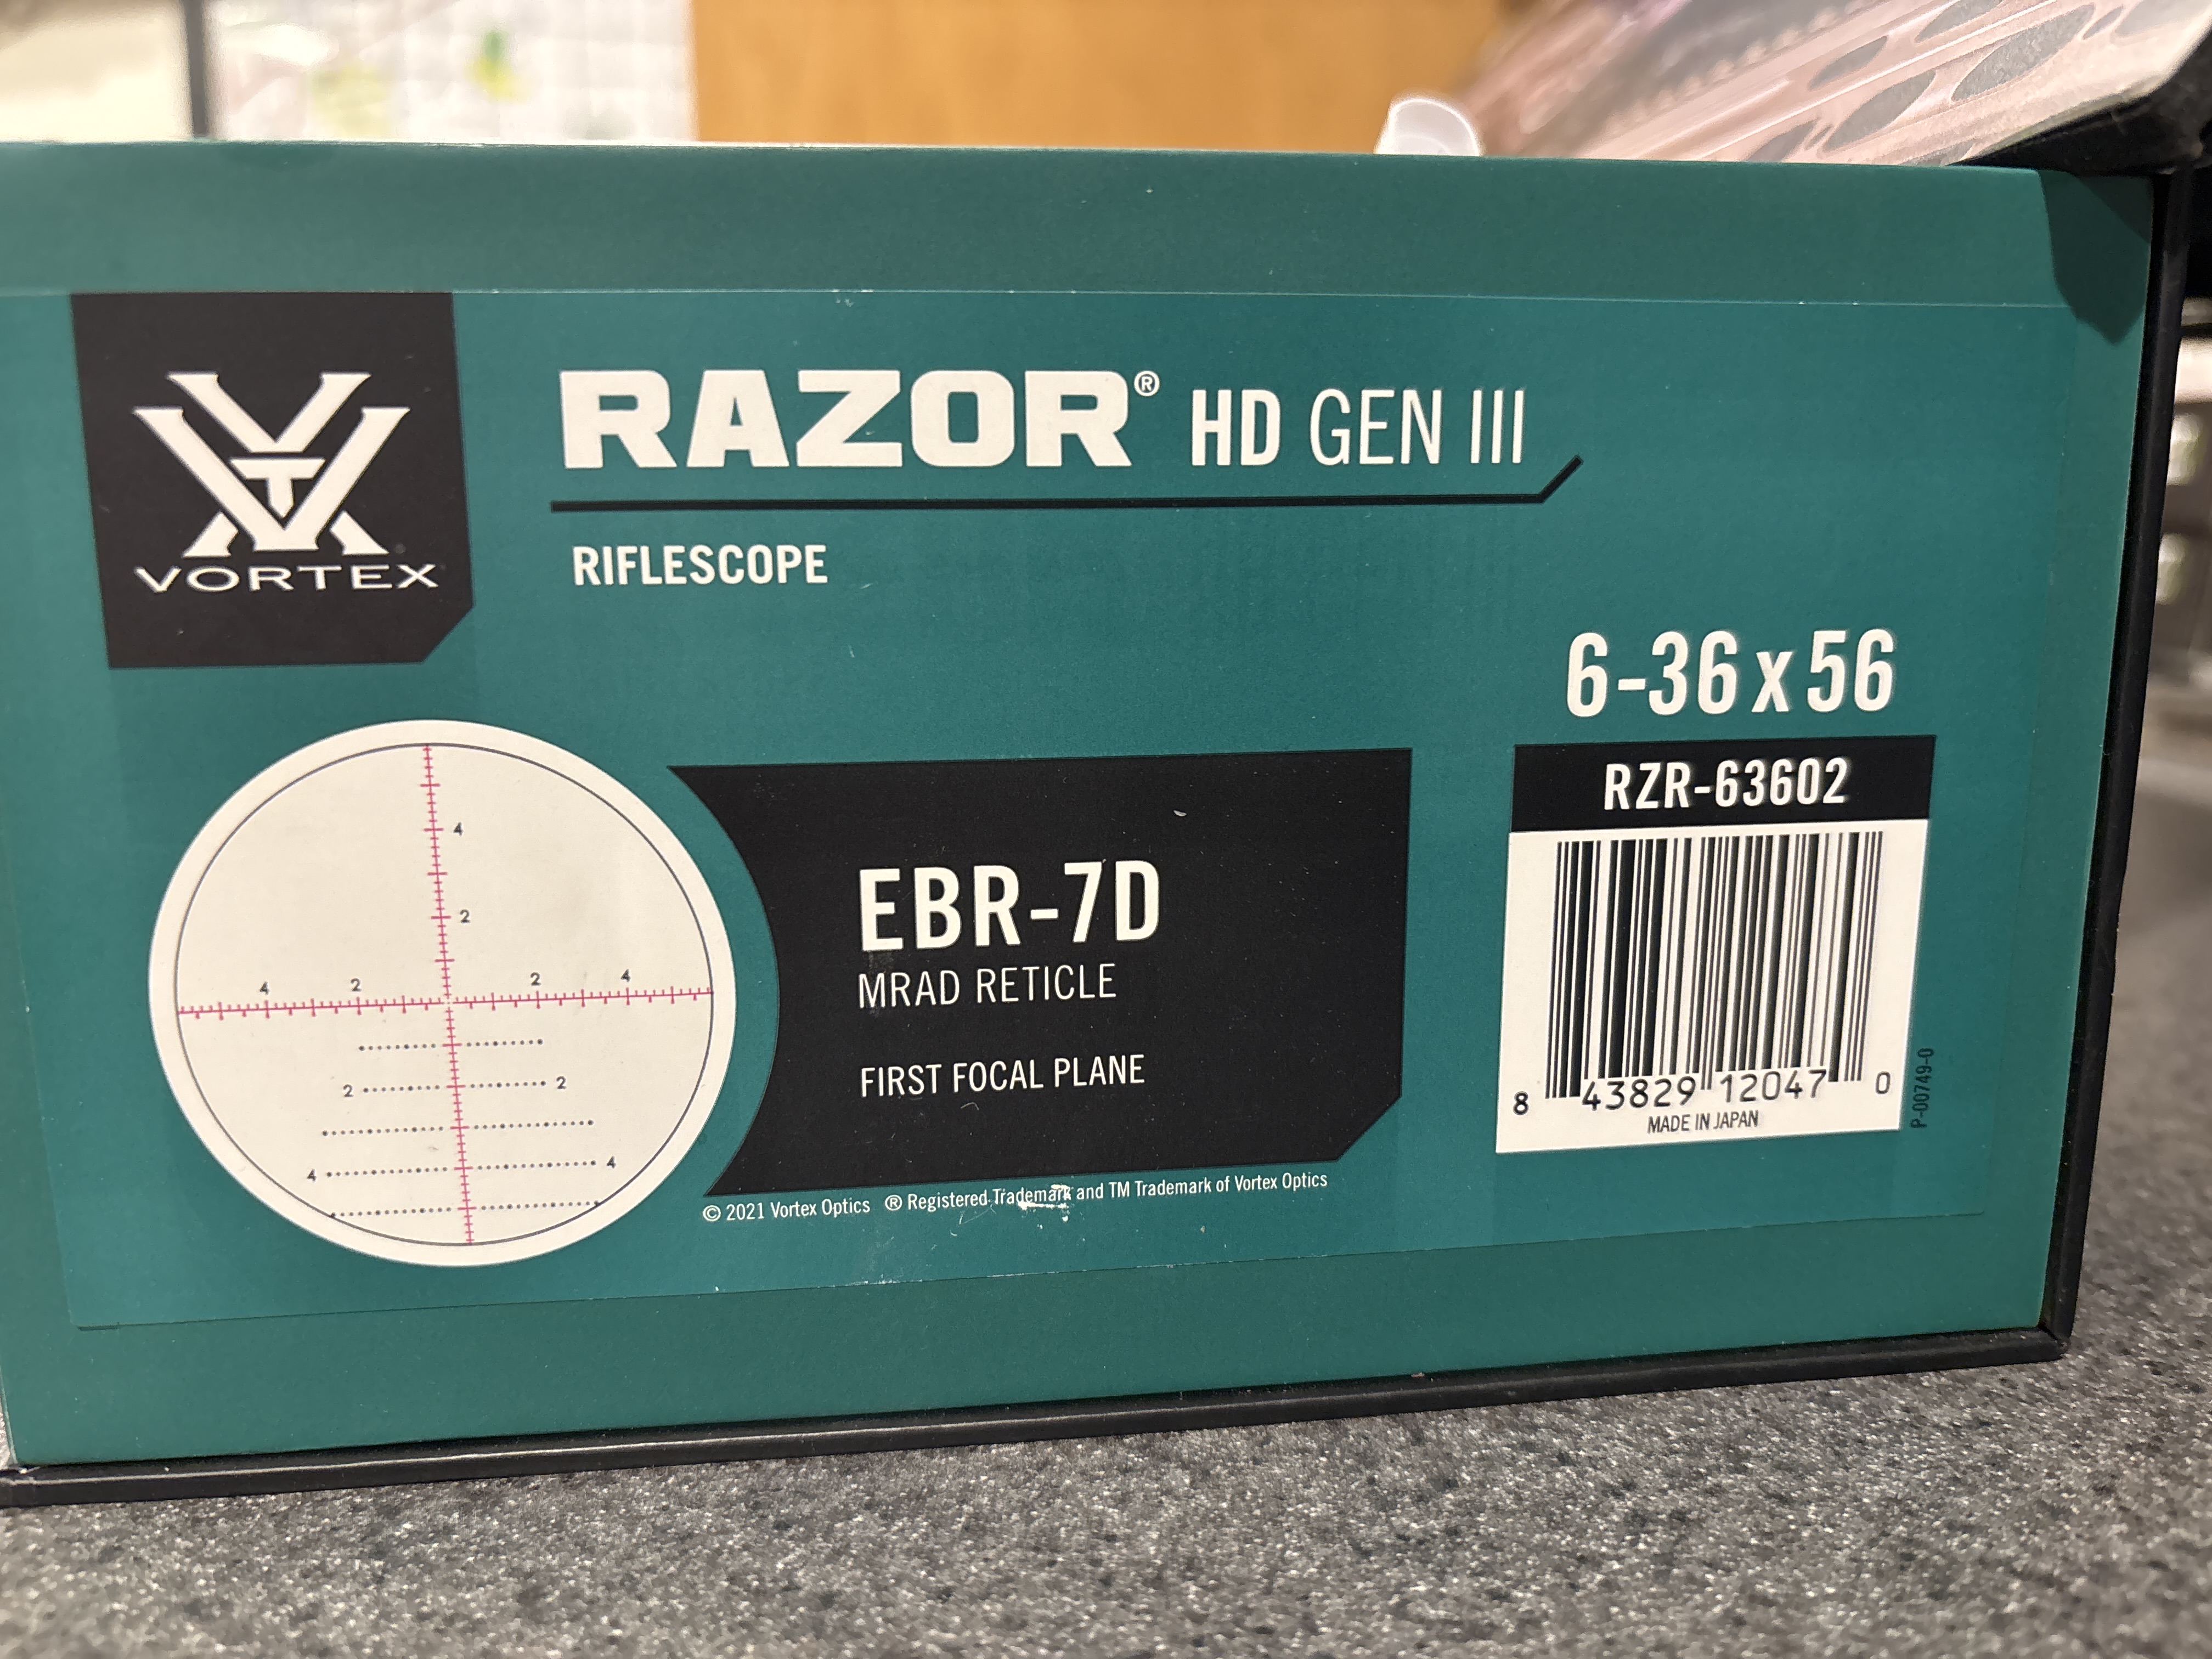 VORTEX
RAZOR® HD GEN III
RIFLESCOPE
6-36x56
RZR-63602
4
2
4 2 2 4
2 2
4 4
EBR-7D
MRAD RETICLE
FIRST FOCAL PLANE
8 43829 12047 0
MADE IN JAPAN
P-00749-0
© 2021 Vortex Optics ® Registered Trademark and TM Trademark of Vortex Optics